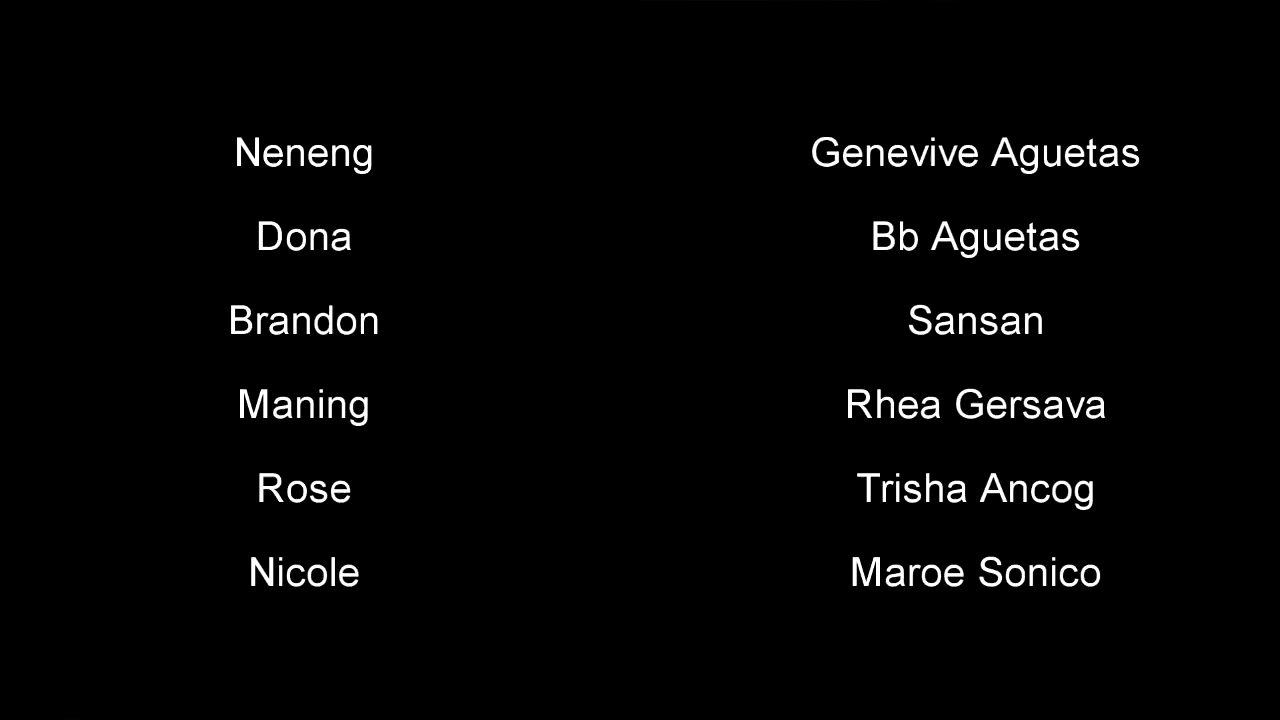 Neneng Genevive Aguetas
Dona Bb Aguetas
Brandon Sansan
Maning Rhea Gersava
Rose Trisha Ancog
Nicole Maroe Sonico